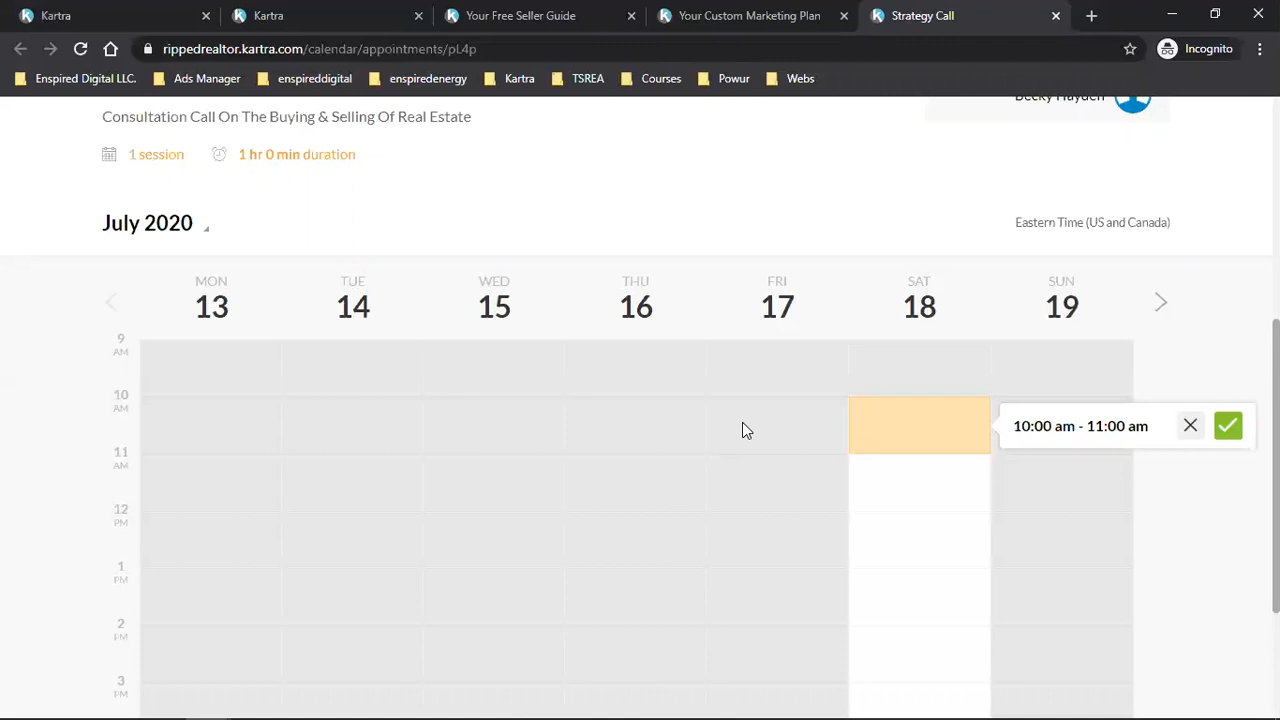 Kartra
Kartra
Your Free Seller Guide
Your Custom Marketing Plan
Strategy Call
rippedrealtor.kartra.com/calendar/appointments/pL4p
Incognito
Enspired Digital LLC.
Ads Manager
enspireddigital
enspiredenergy
Kartra
TSREA
Courses
Powur
Webs
Becky Hayden
Consultation Call On The Buying & Selling Of Real Estate
1 session
1 hr 0 min duration
July 2020
Eastern Time (US and Canada)
MON TUE WED THU FRI SAT SUN
13 14 15 16 17 18 19
9
AM
10
AM
10:00 am - 11:00 am
11
AM
12
PM
1
PM
2
PM
3
PM